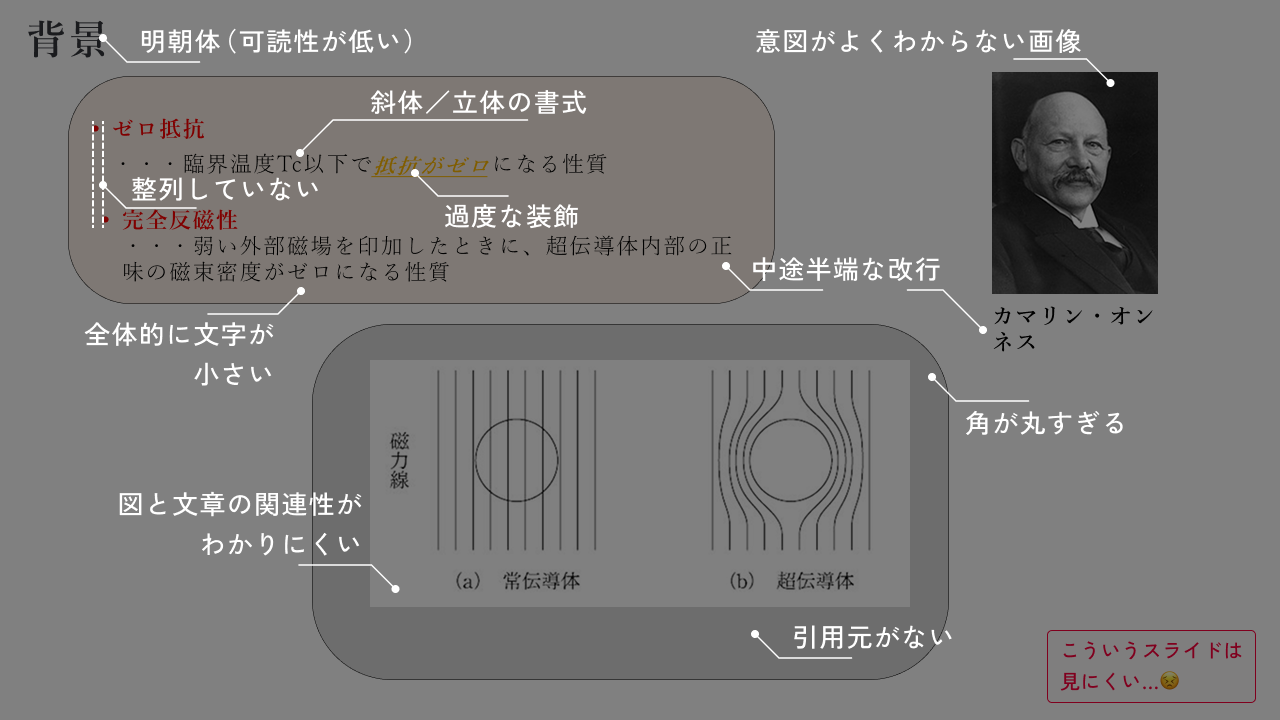 背景
明朝体（可読性が低い）
意図がよくわからない画像
斜体／立体の書式
• ゼロ抵抗
・・・臨界温度Tc以下で抵抗がゼロになる性質
整列していない
過度な装飾
• 完全反磁性
・・・弱い外部磁場を印加したときに、超伝導体内部の正
味の磁束密度がゼロになる性質
中途半端な改行
カマリン・オン
ネス
全体的に文字が
小さい
角が丸すぎる
磁力線
図と文章の関連性が
わかりにくい
（a） 常伝導体
（b） 超伝導体
引用元がない
こういうスライドは
見にくい…😣